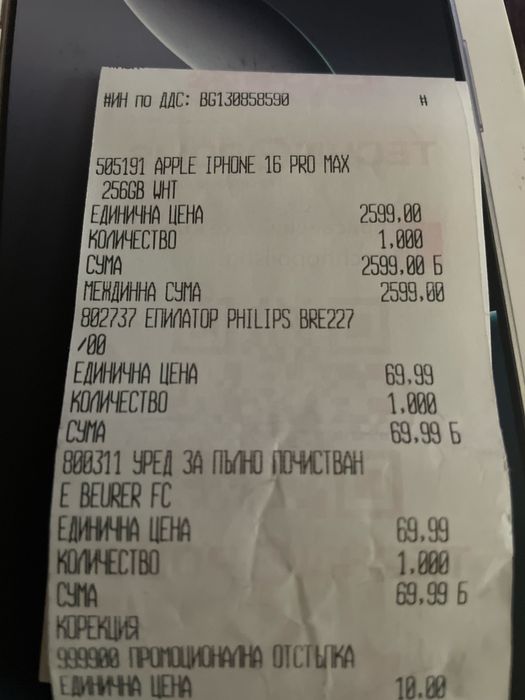 #ИН по ДДС: BG130858590 #
505191 APPLE IPHONE 16 PRO MAX
256GB WHT
ЕДИНИЧНА ЦЕНА 2599.00
КОЛИЧЕСТВО 1.000
СУМА 2599.00 Б
МЕЖДИННА СУМА 2599.00
802737 ЕПИЛАТОР PHILIPS BRE227
/00
ЕДИНИЧНА ЦЕНА 69.99
КОЛИЧЕСТВО 1.000
СУМА 69.99 Б
800311 УРЕД ЗА ПЪЛНО ПОЧИСТВАН
Е BEURER FC
ЕДИНИЧНА ЦЕНА 69.99
КОЛИЧЕСТВО 1.000
СУМА 69.99 Б
КОРЕКЦИЯ
999900 ПРОМОЦИОНАЛНА ОТСТЪПКА
ЕДИНИЧНА ЦЕНА 10.00